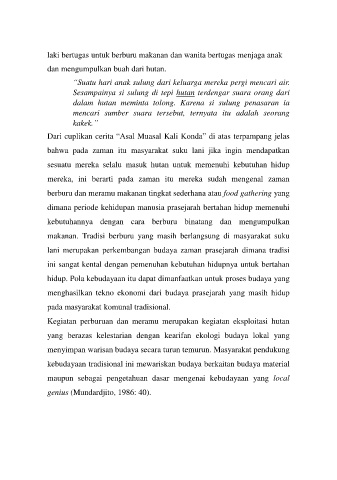 laki bertugas untuk berburu makanan dan wanita bertugas menjaga anak
dan mengumpulkan buah dari hutan.
“Suatu hari anak sulung dari keluarga mereka pergi mencari air.
Sesampainya si sulung di tepi hutan terdengar suara orang dari
dalam hutan meminta tolong. Karena si sulung penasaran ia
mencari sumber suara tersebut, ternyata itu adalah seorang
kakek.”
Dari cuplikan cerita “Asal Muasal Kali Konda” di atas terpampang jelas
bahwa pada zaman itu masyarakat suku lani jika ingin mendapatkan
sesuatu mereka selalu masuk hutan untuk memenuhi kebutuhan hidup
mereka, ini berarti pada zaman itu mereka sudah mengenal zaman
berburu dan meramu makanan tingkat sederhana atau food gathering yang
dimana periode kehidupan manusia prasejarah bertahan hidup memenuhi
kebutuhannya dengan cara berburu binatang dan mengumpulkan
makanan. Tradisi berburu yang masih berlangsung di masyarakat suku
lani merupakan perkembangan budaya zaman prasejarah dimana tradisi
ini sangat kental dengan pemenuhan kebutuhan hidupnya untuk bertahan
hidup. Pola kebudayaan itu dapat dimanfaatkan untuk proses budaya yang
menghasilkan tekno ekonomi dari budaya prasejarah yang masih hidup
pada masyarakat komunal tradisional.
Kegiatan perburuan dan meramu merupakan kegiatan eksploitasi hutan
yang berazas kelestarian dengan kearifan ekologi budaya lokal yang
menyimpan warisan budaya secara turun temurun. Masyarakat pendukung
kebudayaan tradisional ini mewariskan budaya berkaitan budaya material
maupun sebagai pengetahuan dasar mengenai kebudayaan yang local
genius (Mundardjito, 1986: 40).